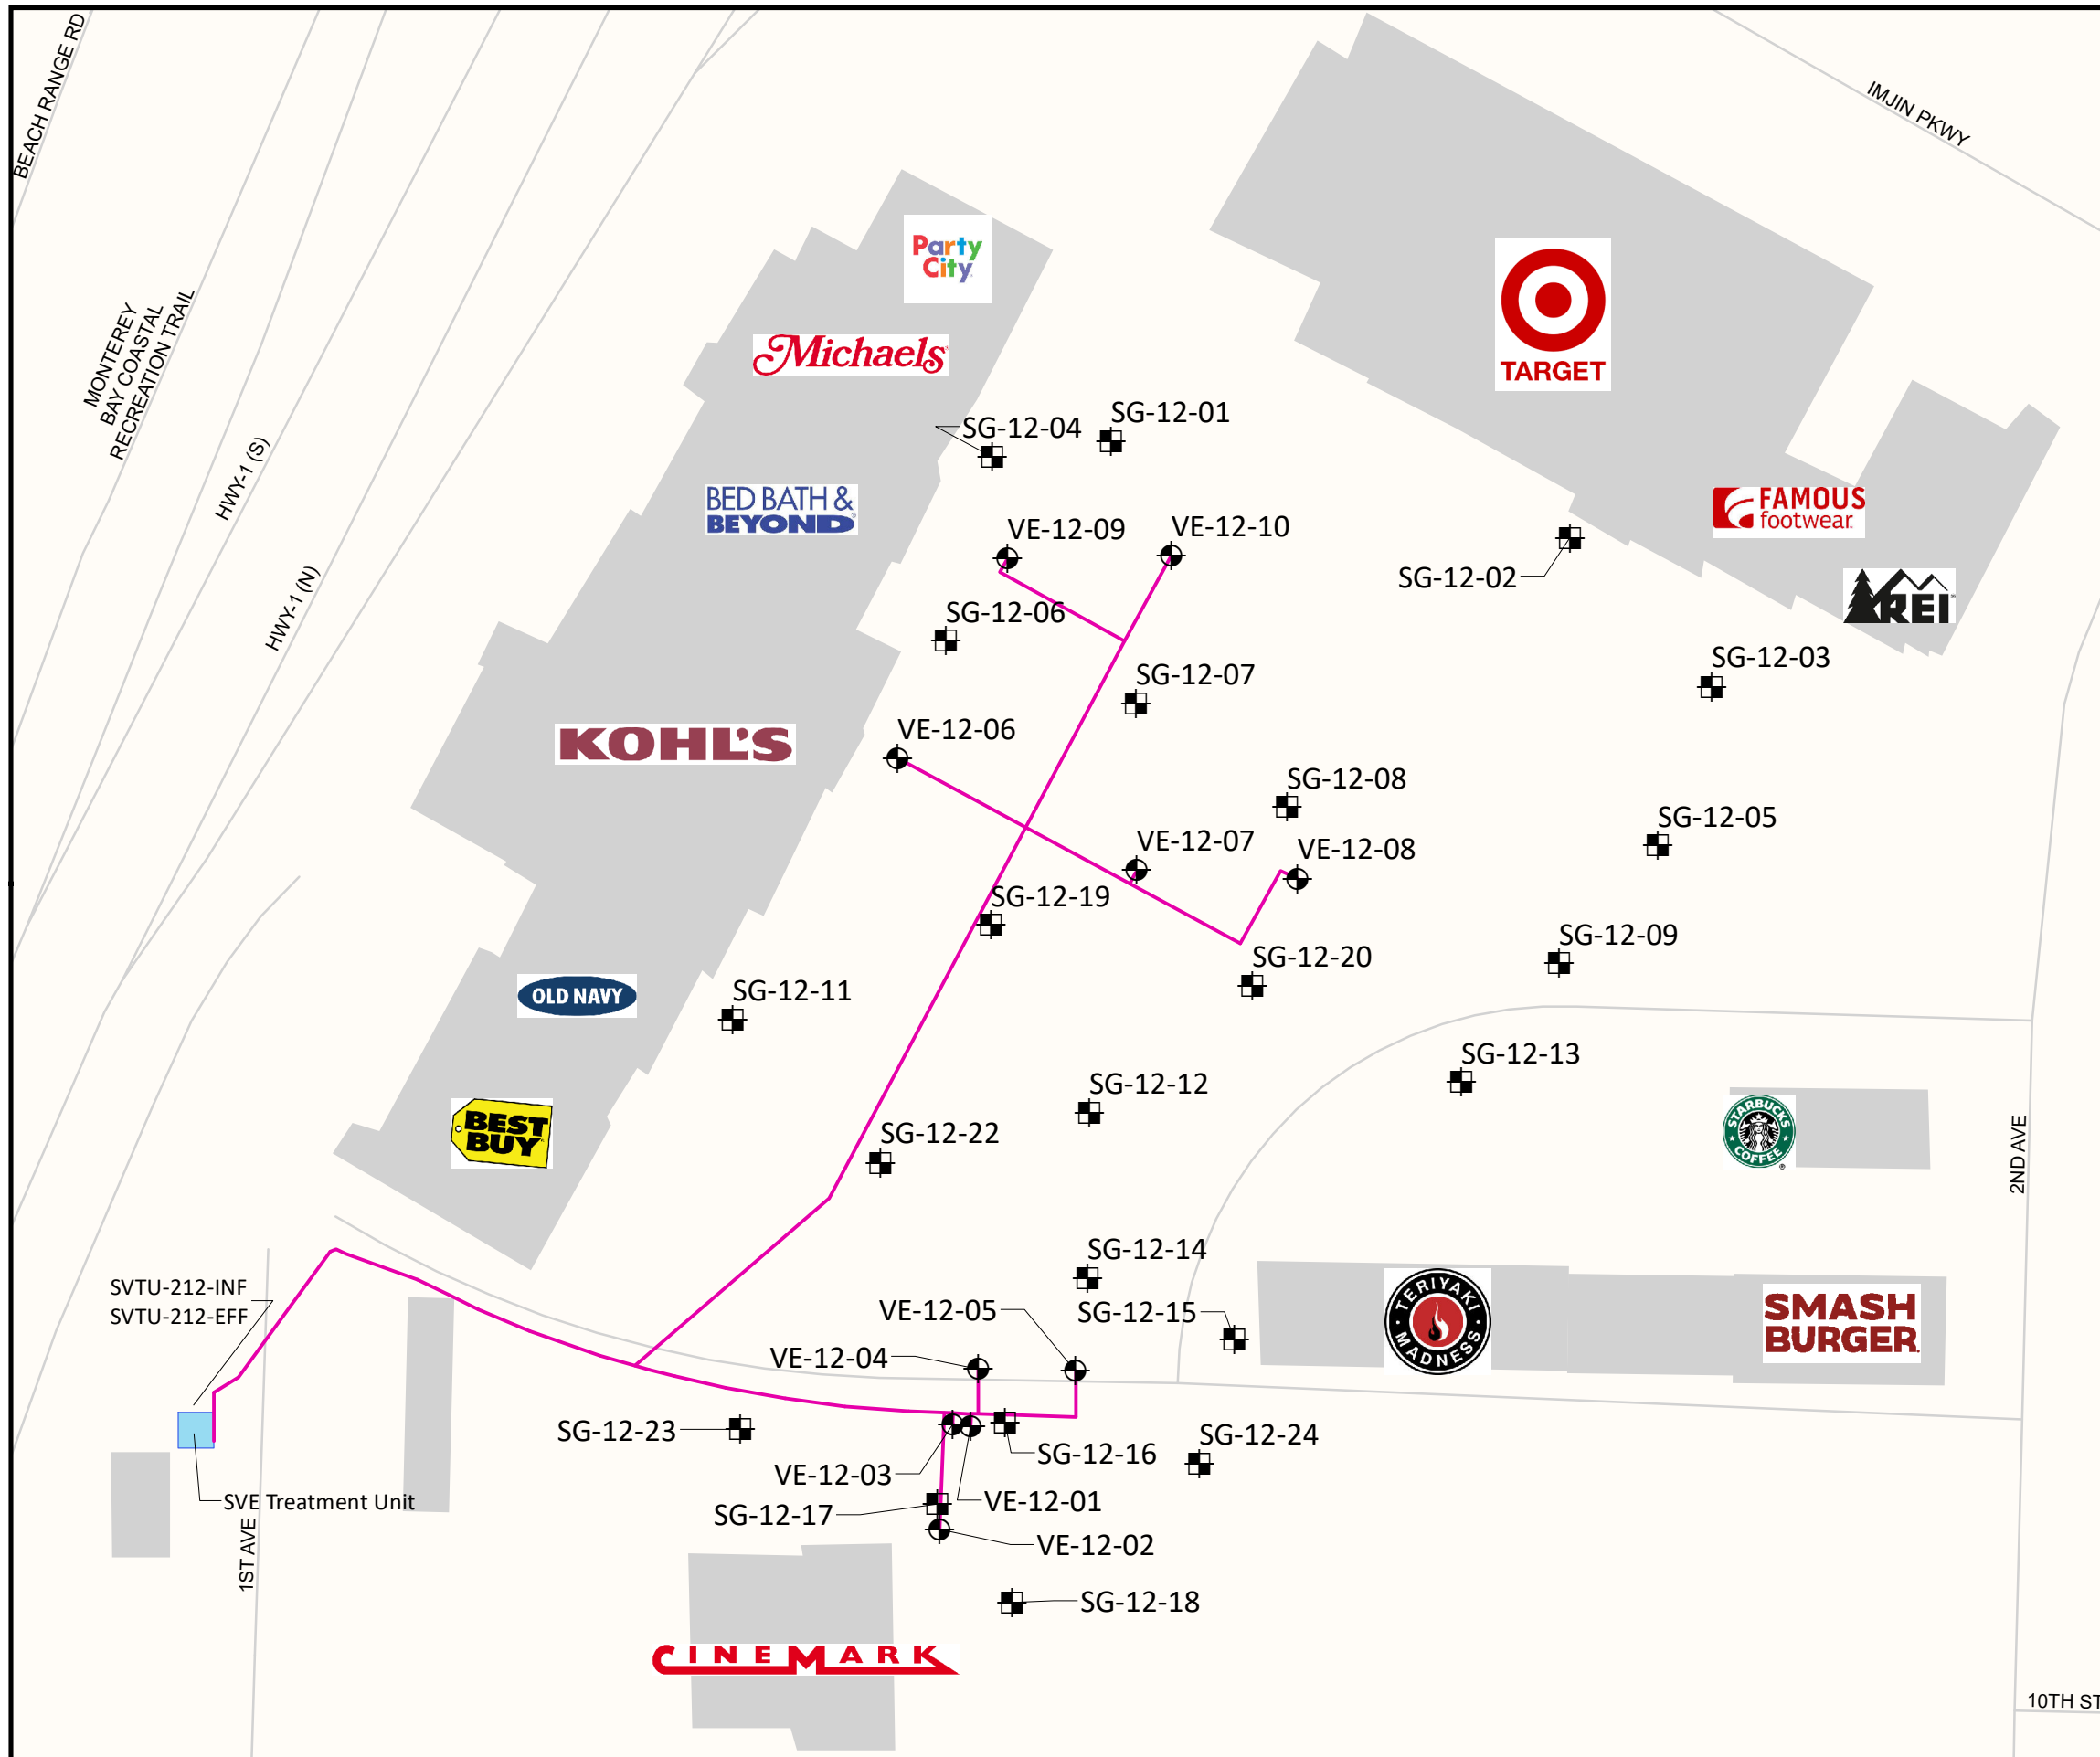 BEACH RANGE RD
IMJIN PKWY
Party
City
Michaels
TARGET
MONTEREY
BAY COASTAL
RECREATION TRAIL
HWY-1 (S)
HWY-1 (N)
SG-12-01
SG-12-04
BED BATH &
BEYOND
FAMOUS
footwear
VE-12-09
VE-12-10
SG-12-02
REI
SG-12-06
SG-12-03
SG-12-07
VE-12-06
KOHL'S
SG-12-08
SG-12-05
VE-12-07
VE-12-08
SG-12-19
SG-12-09
SG-12-20
OLD NAVY
SG-12-11
SG-12-13
SG-12-12
BEST
BUY
SG-12-22
STARBUCKS
COFFEE
2ND AVE
SG-12-14
SVTU-212-INF
SVTU-212-EFF
VE-12-05
SG-12-15
TERIYAKI
MADNESS
SMASH
BURGER
VE-12-04
SG-12-23
SG-12-24
SG-12-16
VE-12-03
SVE Treatment Unit
VE-12-01
SG-12-17
VE-12-02
1ST AVE
SG-12-18
CINEMARK
10TH ST